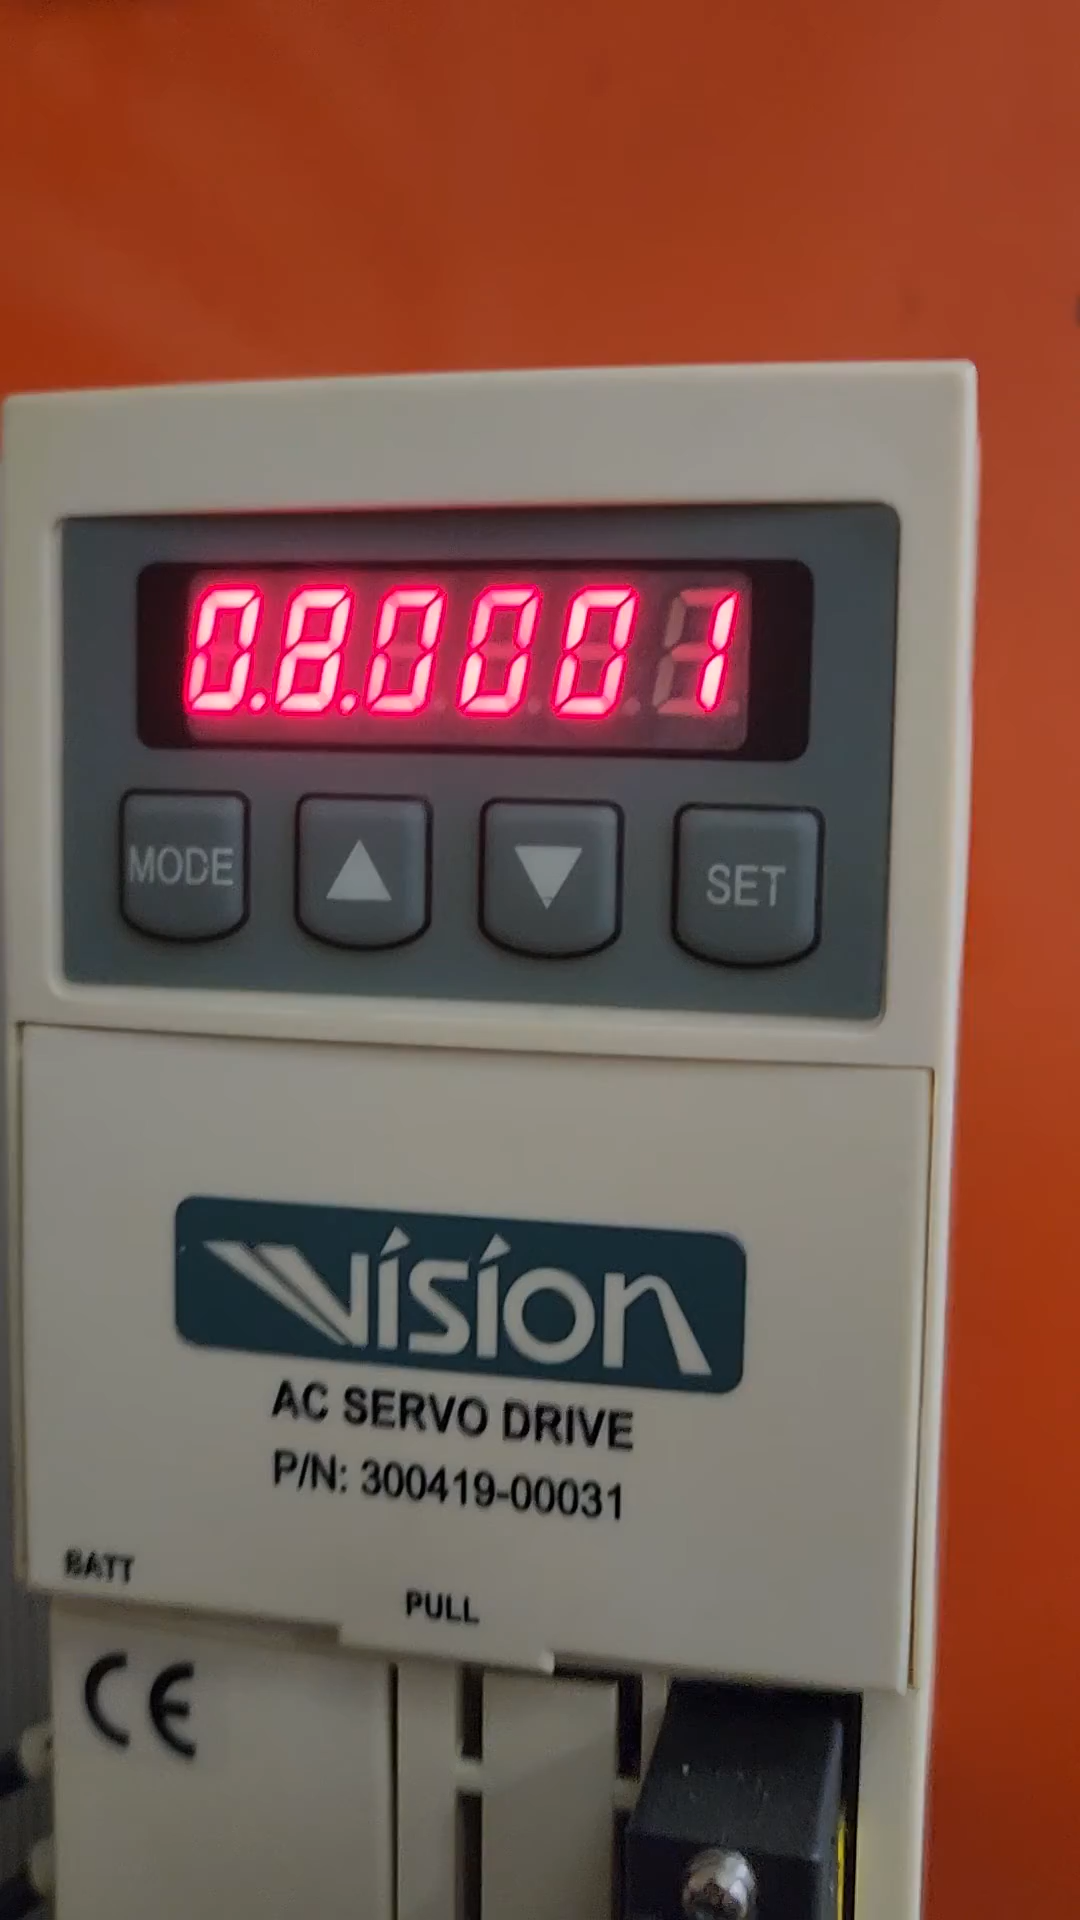 0.8.0001
MODE
SET
Vision
AC SERVO DRIVE
P/N: 300419-00031
BATT
PULL
CE